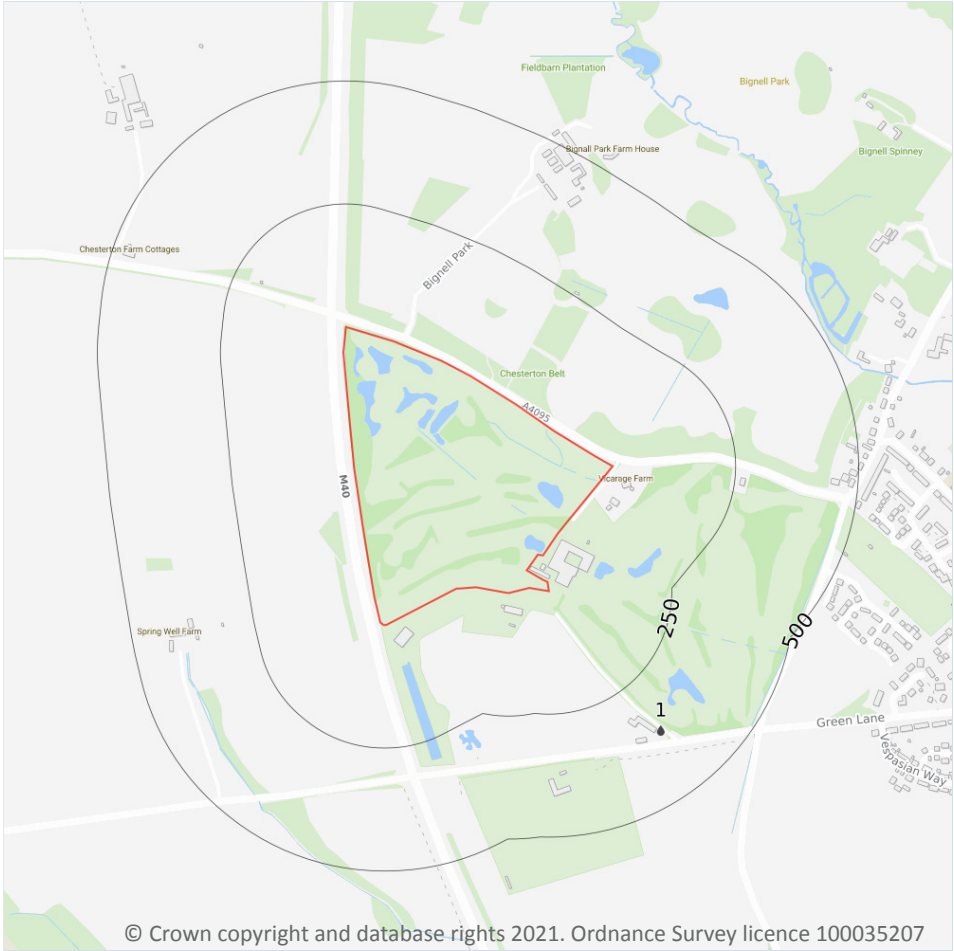 Fieldbarn Plantation
Bignell Park
Bignall Park Farm House
Bignell Spinney
Chesterton Farm Cottages
Bignell Park
Chesterton Belt
A4095
M40
Vicarage Farm
250
500
Spring Well Farm
1
Green Lane
Vespasian Way
© Crown copyright and database rights 2021. Ordnance Survey licence 100035207